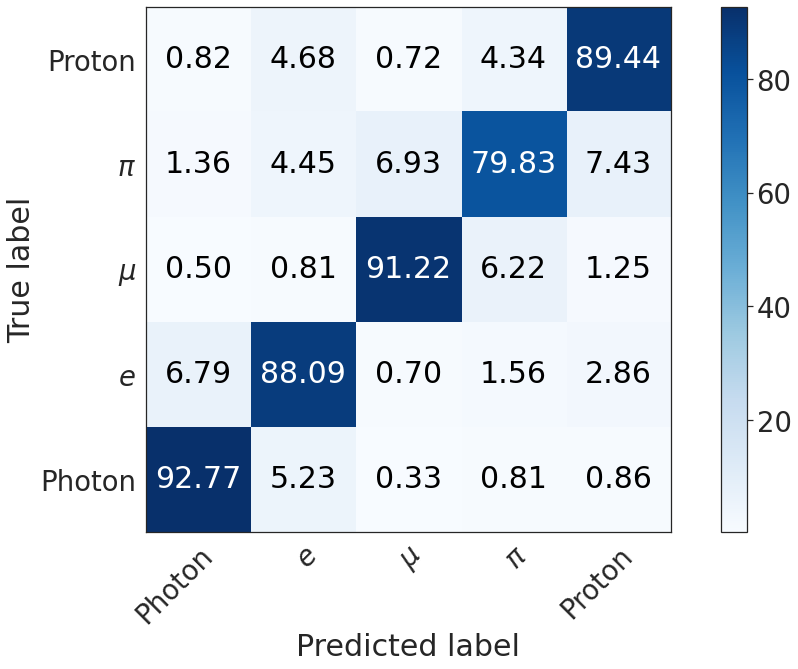 Proton 0.82 4.68 0.72 4.34 89.44
π 1.36 4.45 6.93 79.83 7.43
μ 0.50 0.81 91.22 6.22 1.25
e 6.79 88.09 0.70 1.56 2.86
Photon 92.77 5.23 0.33 0.81 0.86
Photon e μ π Proton
Predicted label
True label
80
60
40
20